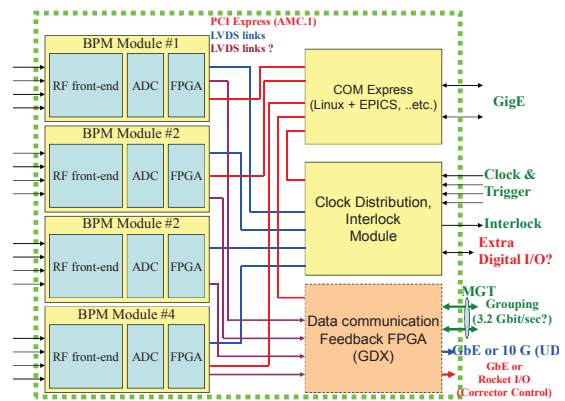 PCI Express (AMC.1)
LVDS links
LVDS links ?
BPM Module #1
RF front-end
ADC
FPGA
BPM Module #2
RF front-end
ADC
FPGA
BPM Module #2
RF front-end
ADC
FPGA
BPM Module #4
RF front-end
ADC
FPGA
COM Express
(Linux + EPICS, ..etc.)
Clock Distribution,
Interlock
Module
Data communication
Feedback FPGA
(GDX)
GigE
Clock &
Trigger
Interlock
Extra
Digital I/O?
MGT
Grouping
(3.2 Gbit/sec?)
GbE or 10 G (UD
GbE or
Rocket I/O
(Corrector Control)